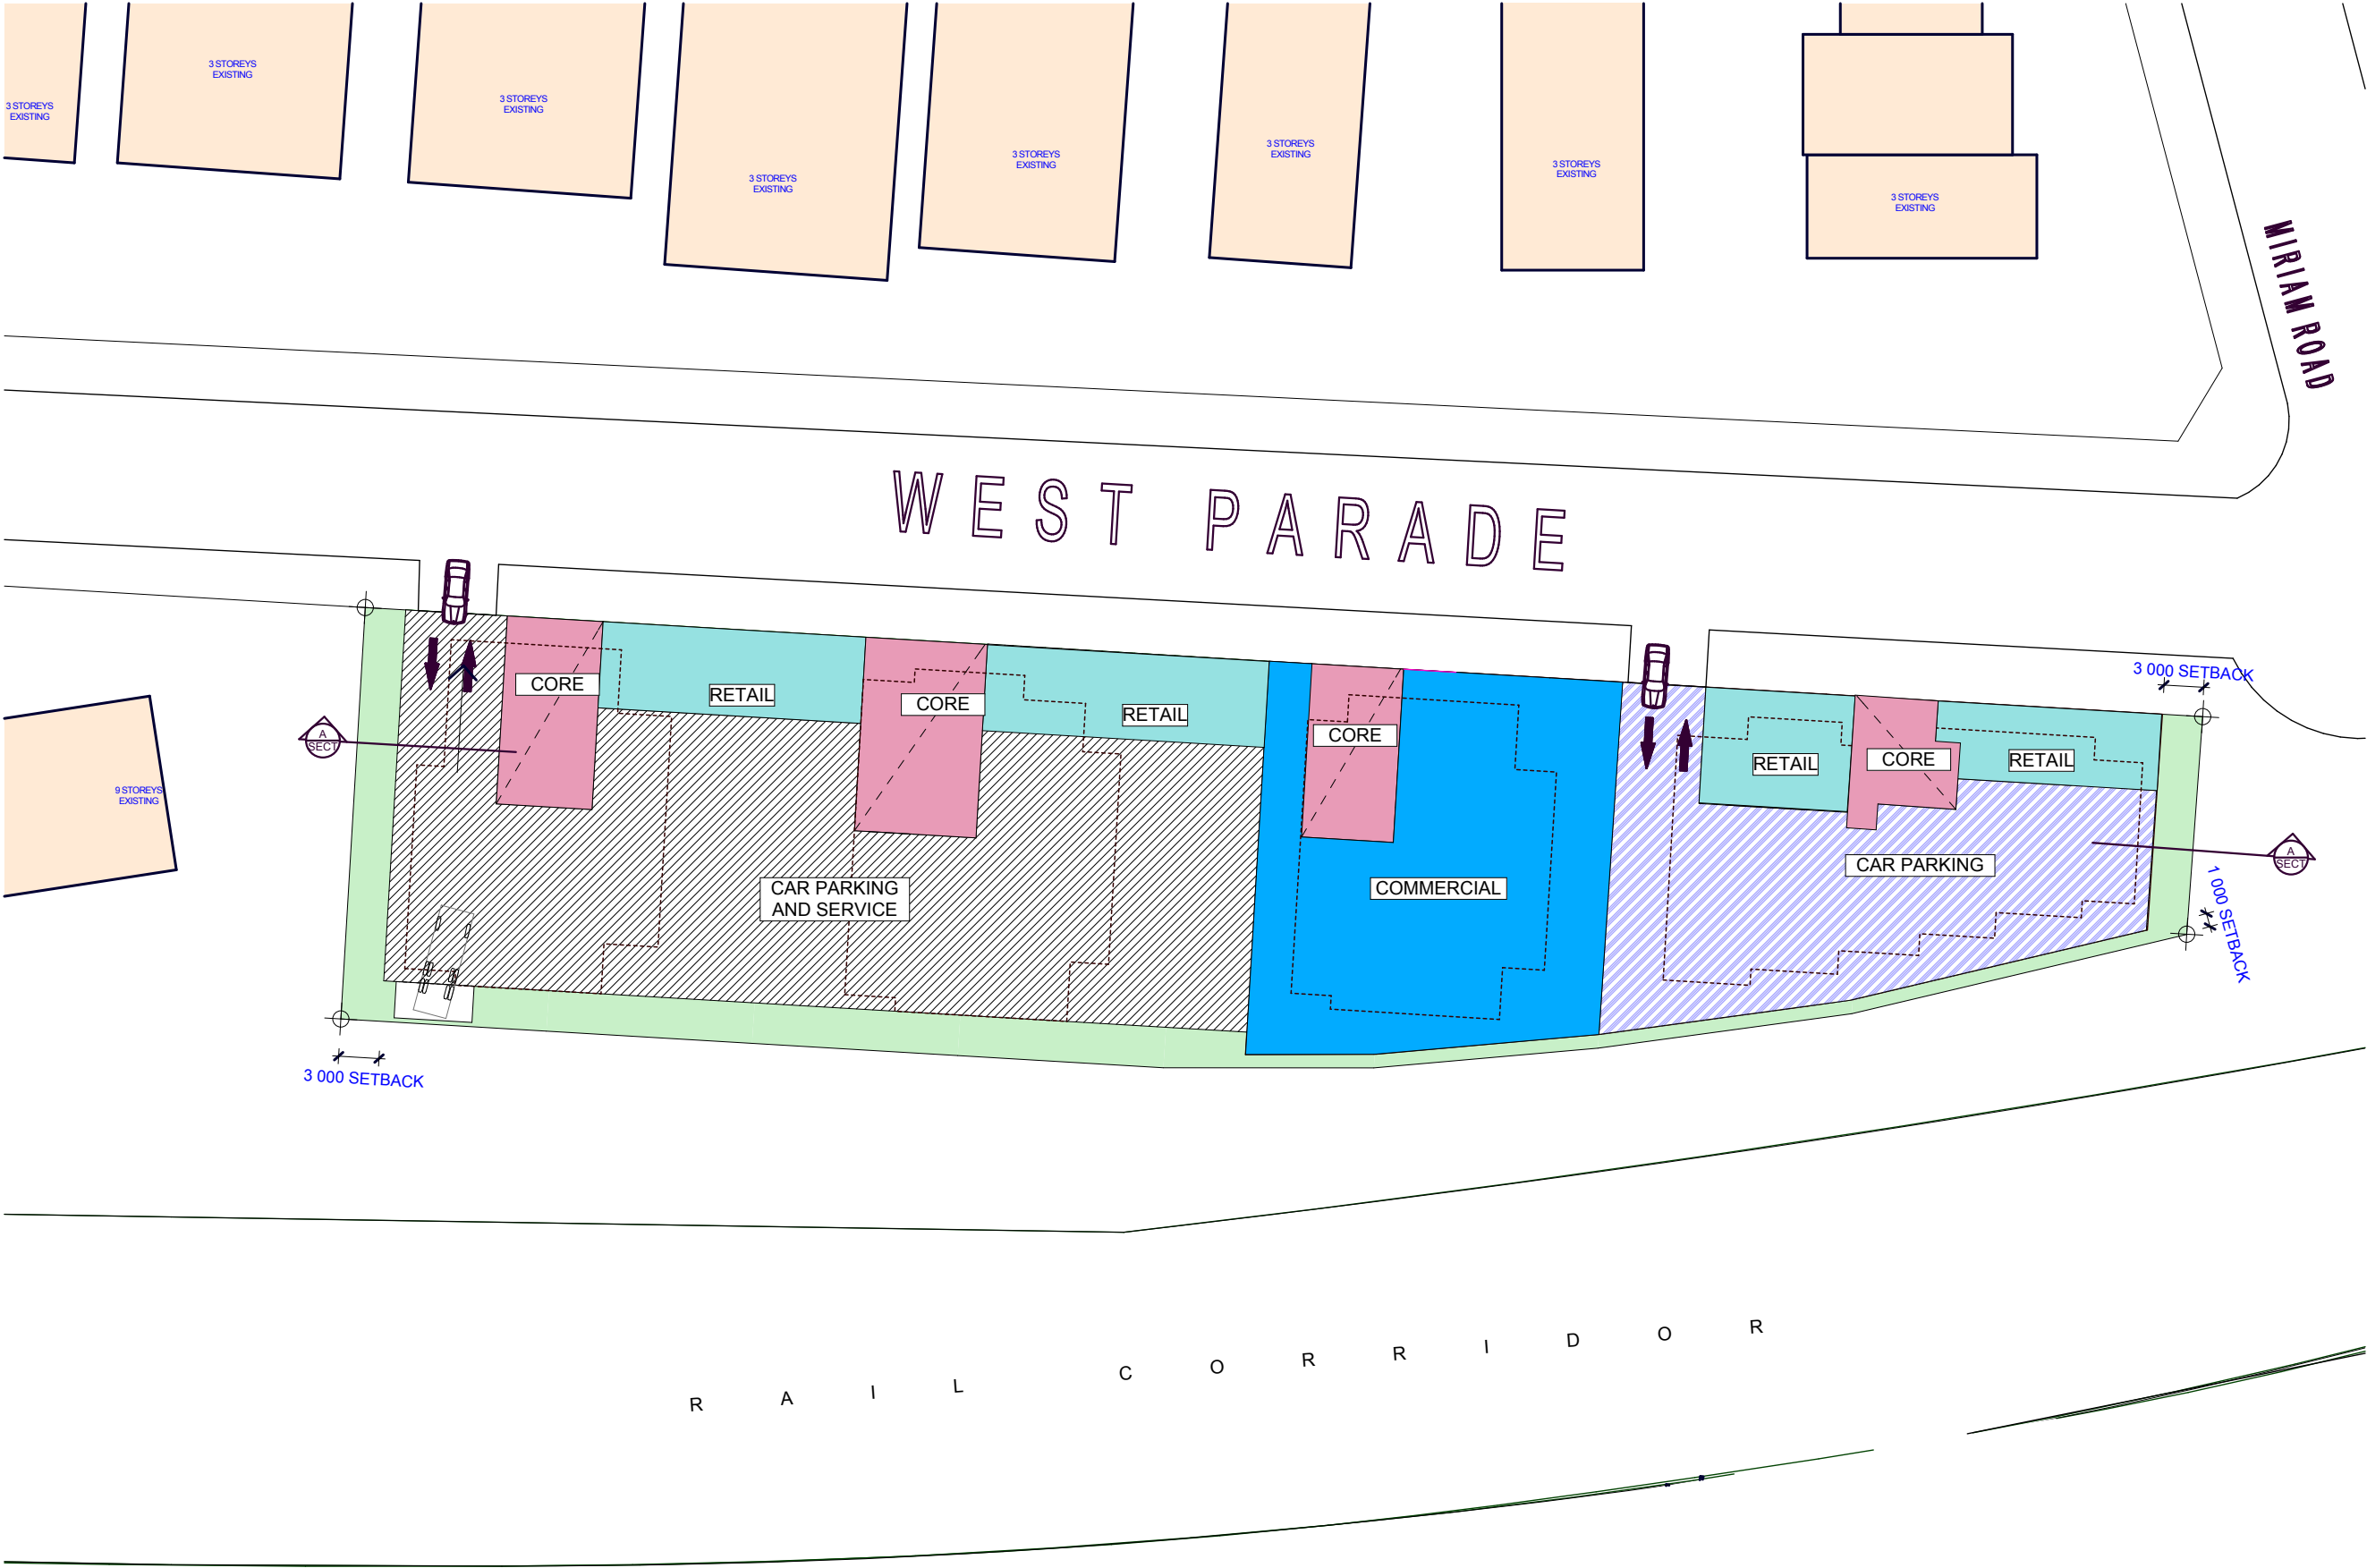 3 STOREYS
EXISTING
3 STOREYS
EXISTING
3 STOREYS
EXISTING
3 STOREYS
EXISTING
3 STOREYS
EXISTING
3 STOREYS
EXISTING
3 STOREYS
EXISTING
3 STOREYS
EXISTING
MIRIAM ROAD
WEST PARADE
3 000 SETBACK
CORE
RETAIL
CORE
RETAIL
CORE
RETAIL
CORE
RETAIL
A
SECT
9 STOREYS
EXISTING
CAR PARKING
AND SERVICE
COMMERCIAL
CAR PARKING
A
SECT
1 000 SETBACK
3 000 SETBACK
RAIL CORRIDOR